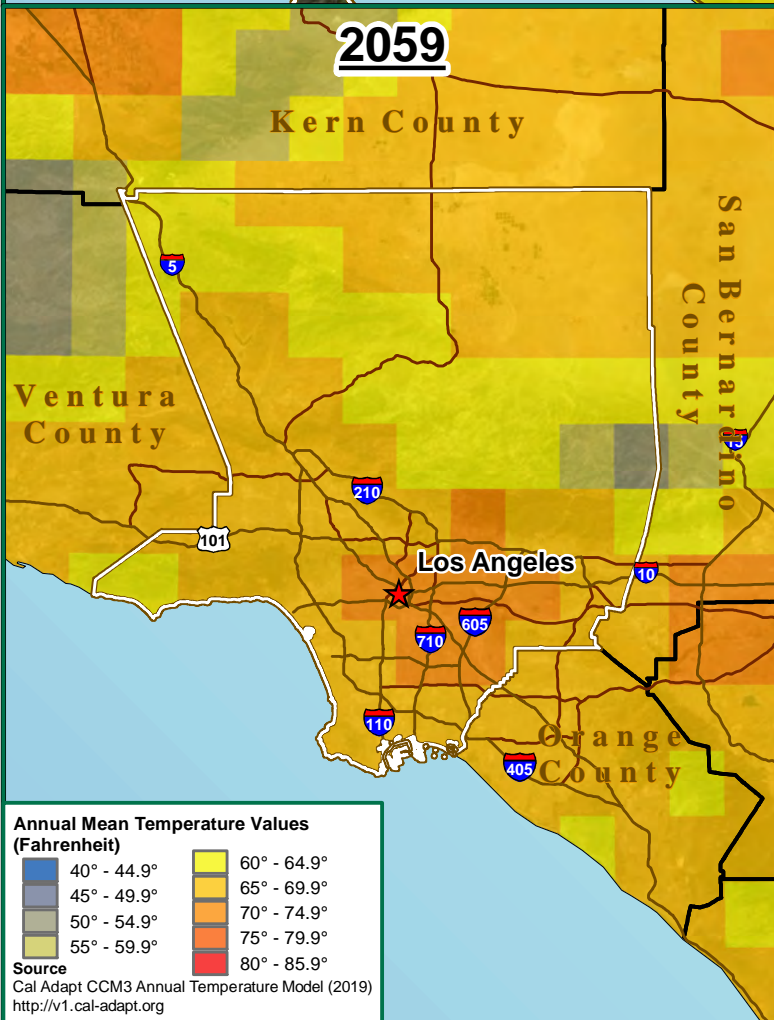 2059
Kern County
San Bernardino
County
5
Ventura
County
15
210
101
Los Angeles
10
605
710
110
Orange
County
405
Annual Mean Temperature Values
(Fahrenheit)
40° - 44.9°
45° - 49.9°
50° - 54.9°
55° - 59.9°
60° - 64.9°
65° - 69.9°
70° - 74.9°
75° - 79.9°
80° - 85.9°
Source
Cal Adapt CCM3 Annual Temperature Model (2019)
http://v1.cal-adapt.org